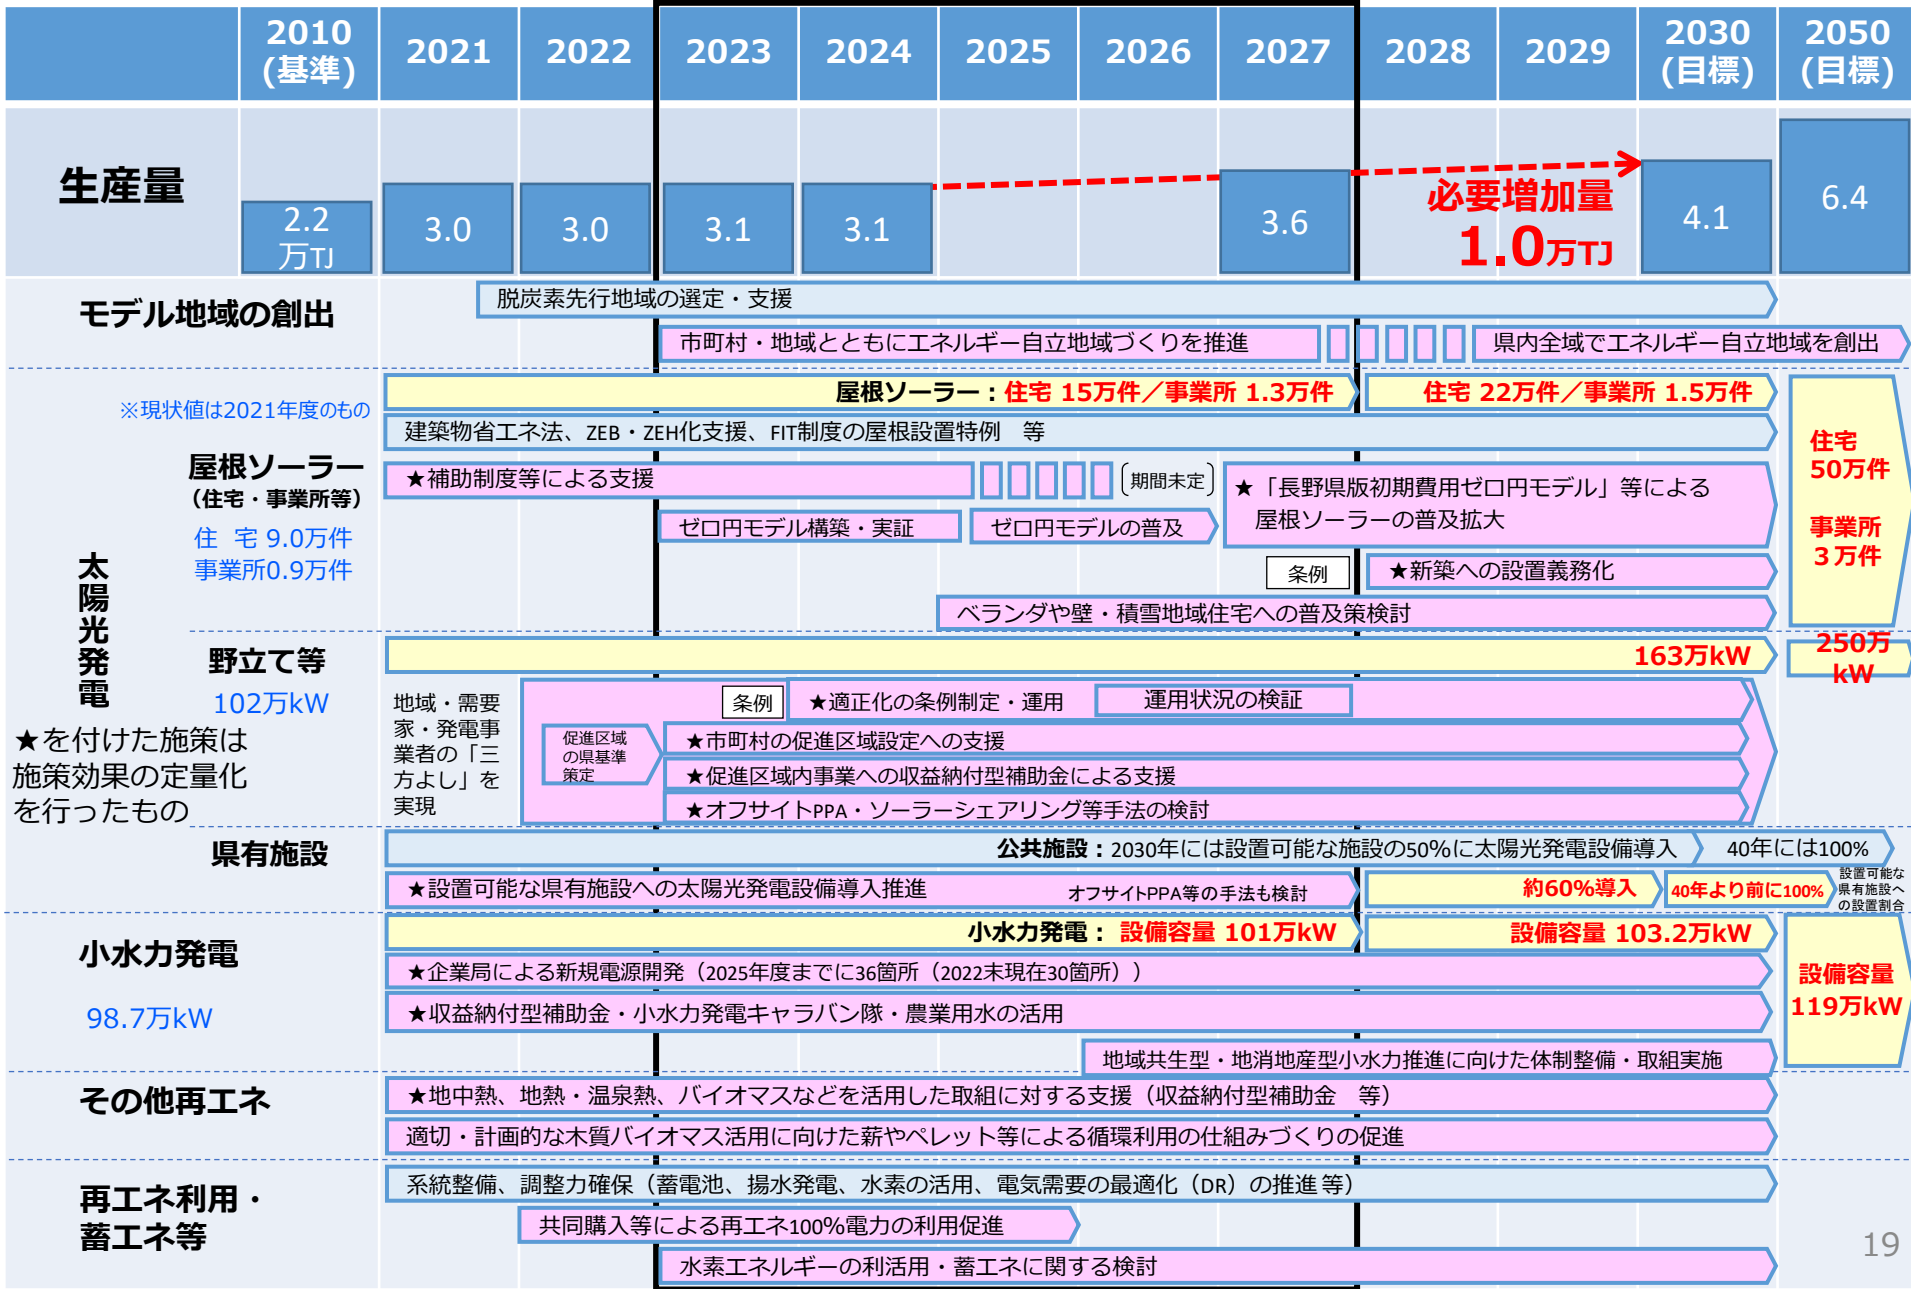 2010
(基準)
2021
2022
2023
2024
2025
2026
2027
2028
2029
2030
(目標)
2050
(目標)
生産量
2.2
万TJ
3.0
3.0
3.1
3.1
3.6
必要増加量
1.0万TJ
4.1
6.4
モデル地域の創出
脱炭素先行地域の選定・支援
市町村・地域とともにエネルギー自立地域づくりを推進
県内全域でエネルギー自立地域を創出
太陽光発電
※現状値は2021年度のもの
屋根ソーラー
(住宅・事業所等)
住 宅 9.0万件
事業所0.9万件
屋根ソーラー：住宅 15万件／事業所 1.3万件
住宅 22万件／事業所 1.5万件
住宅
50万件
事業所
３万件
建築物省エネ法、ZEB・ZEH化支援、FIT制度の屋根設置特例　等
★補助制度等による支援
(期間未定)
★「長野県版初期費用ゼロ円モデル」等による
屋根ソーラーの普及拡大
ゼロ円モデル構築・実証
ゼロ円モデルの普及
条例
★新築への設置義務化
ベランダや壁・積雪地域住宅への普及策検討
野立て等
102万kW
163万kW
250万
kW
地域・需要
家・発電事
業者の「三
方よし」を
実現
促進区域
の県基準
策定
条例
★適正化の条例制定・運用
運用状況の検証
★市町村の促進区域設定への支援
★促進区域内事業への収益納付型補助金による支援
★オフサイトPPA・ソーラーシェアリング等手法の検討
★を付けた施策は
施策効果の定量化
を行ったもの
県有施設
公共施設：2030年には設置可能な施設の50%に太陽光発電設備導入
40年には100%
★設置可能な県有施設への太陽光発電設備導入推進
オフサイトPPA等の手法も検討
約60%導入
40年より前に100%
設置可能な
県有施設へ
の設置割合
小水力発電
98.7万kW
小水力発電： 設備容量 101万kW
設備容量 103.2万kW
設備容量
119万kW
★企業局による新規電源開発（2025年度までに36箇所（2022末現在30箇所））
★収益納付型補助金・小水力発電キャラバン隊・農業用水の活用
地域共生型・地消地産型小水力推進に向けた体制整備・取組実施
その他再エネ
★地中熱、地熱・温泉熱、バイオマスなどを活用した取組に対する支援（収益納付型補助金　等）
適切・計画的な木質バイオマス活用に向けた薪やペレット等による循環利用の仕組みづくりの促進
再エネ利用・
蓄エネ等
系統整備、調整力確保（蓄電池、揚水発電、水素の活用、電気需要の最適化（DR）の推進 等）
共同購入等による再エネ100%電力の利用促進
水素エネルギーの利活用・蓄エネに関する検討
19